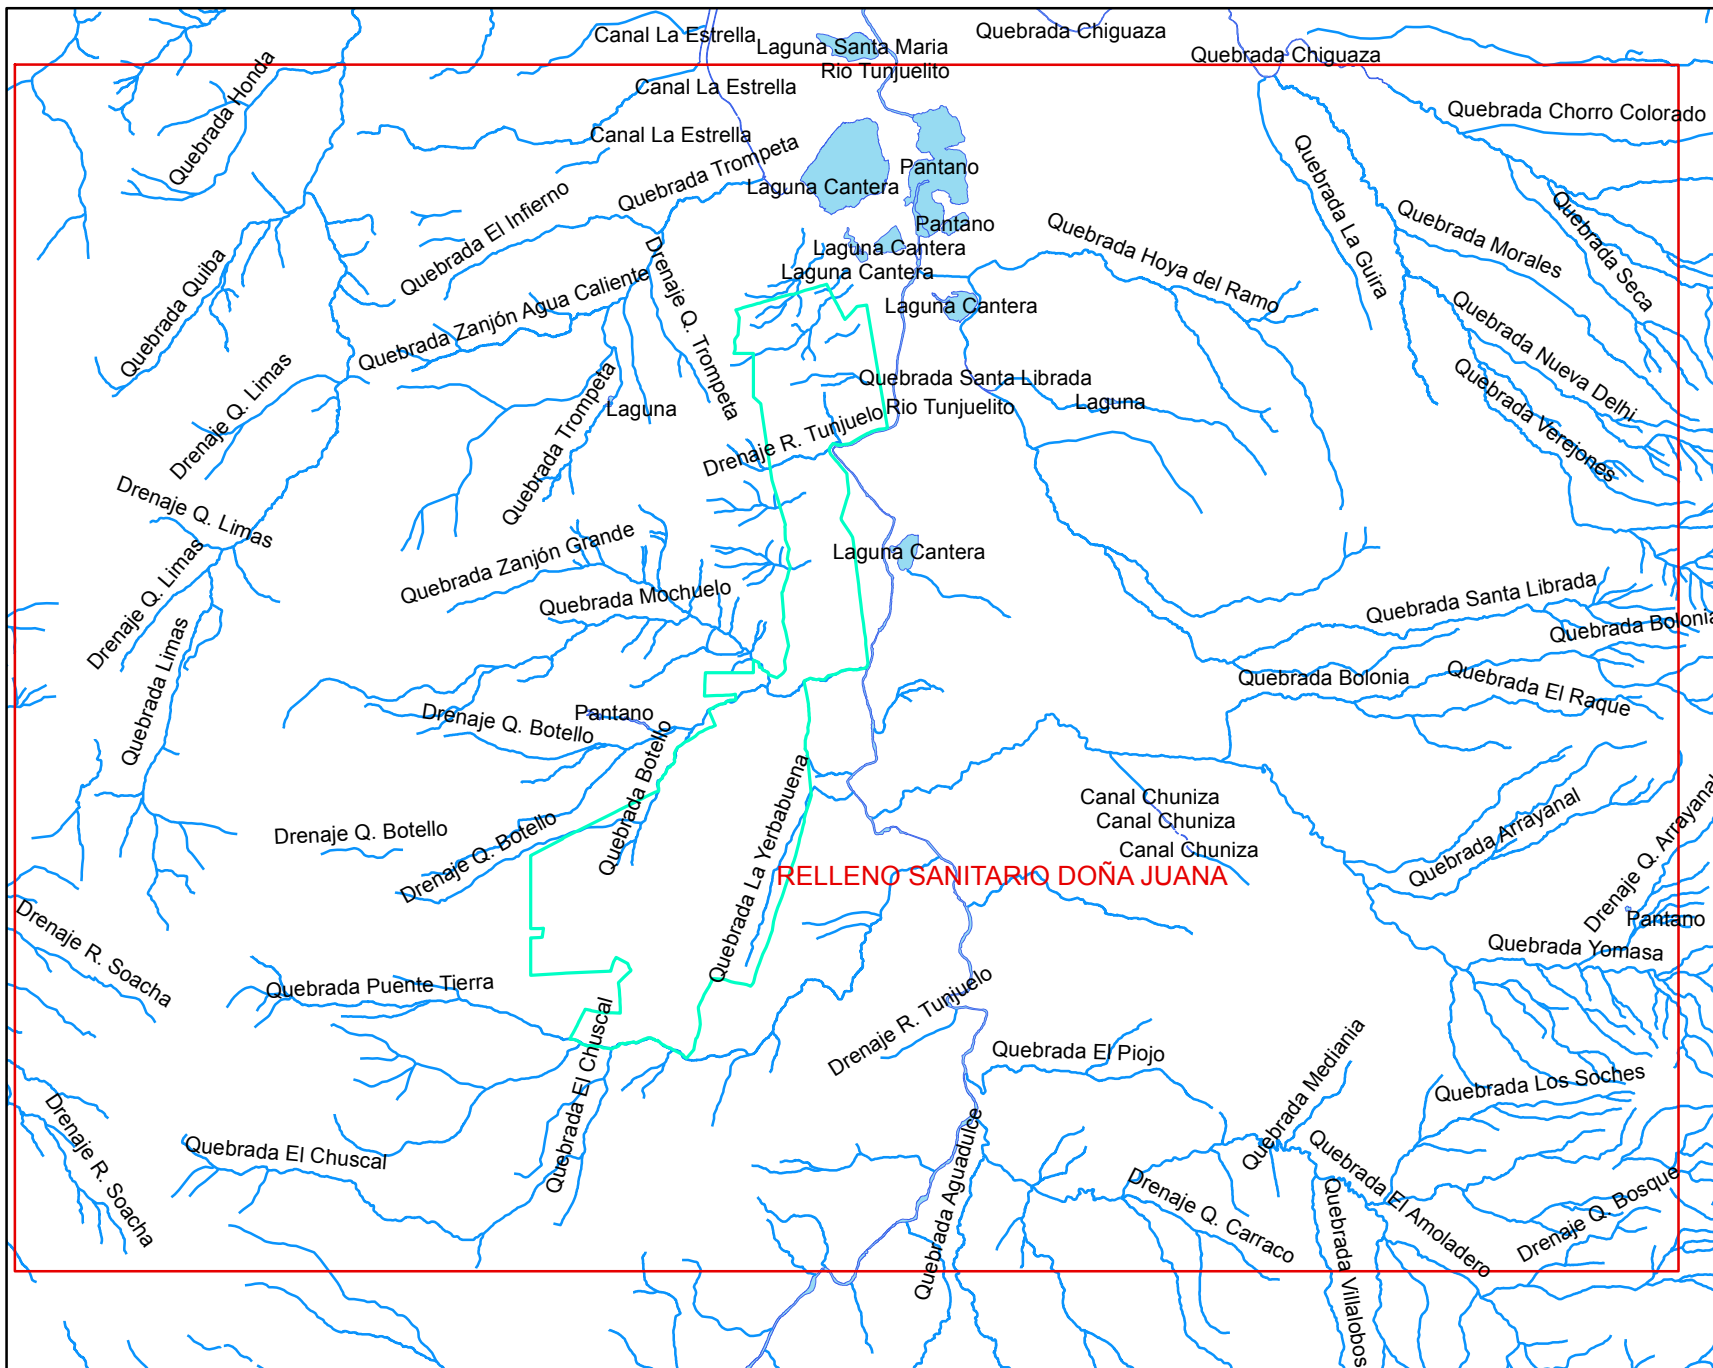 Canal La Estrella
Laguna Santa Maria
Quebrada Chiguaza
Quebrada Chiguaza
Rio Tunjuelito
Canal La Estrella
Quebrada Honda
Quebrada Chorro Colorado
Canal La Estrella
Quebrada Trompeta
Pantano
Laguna Cantera
Quebrada La Guira
Quebrada El Infierno
Pantano
Quebrada Morales
Quebrada Seca
Laguna Cantera
Quebrada Hoya del Ramo
Laguna Cantera
Drenaje Q. Trompeta
Quebrada Quiba
Quebrada Zanjón Agua Caliente
Laguna Cantera
Quebrada Nueva Delhi
Drenaje Q. Limas
Quebrada Santa Librada
Quebrada Trompeta
Laguna
Rio Tunjuelito
Laguna
Quebrada Verejones
Drenaje R. Tunjuelo
Drenaje Q. Limas
Laguna Cantera
Quebrada Zanjón Grande
Drenaje Q. Limas
Quebrada Mochuelo
Quebrada Santa Librada
Quebrada Bolonia
Quebrada Limas
Quebrada Bolonia
Quebrada El Raque
Drenaje Q. Botello
Pantano
Quebrada Botello
Quebrada La Yerbabuena
Canal Chuniza
Canal Chuniza
Canal Chuniza
Drenaje Q. Botello
Drenaje Q. Botello
Quebrada Arrayanal
Drenaje Q. Arrayanal
RELLENO SANITARIO DOÑA JUANA
Pantano
Drenaje R. Soacha
Quebrada Yomasa
Quebrada Puente Tierra
Drenaje R. Tunjuelo
Quebrada El Chuscal
Quebrada El Piojo
Quebrada Mediania
Quebrada Los Soches
Drenaje R. Soacha
Quebrada El Chuscal
Quebrada Aguadulce
Drenaje Q. Carraco
Quebrada El Amoladero
Quebrada Villalobos
Drenaje Q. Bosque